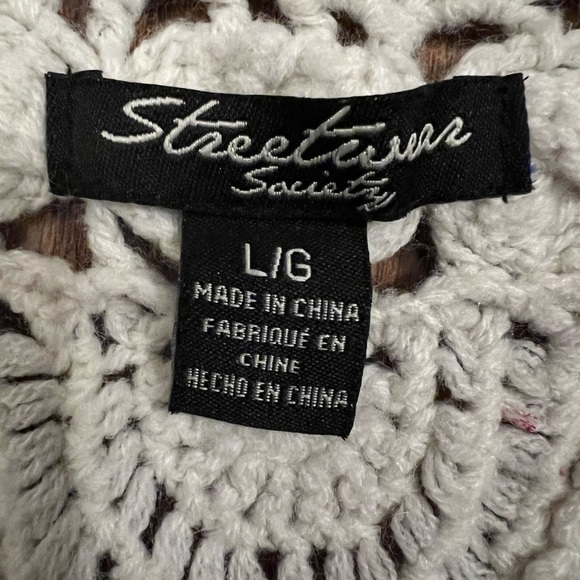 Streetwear
Society
L/G
MADE IN CHINA
FABRIQUÉ EN
CHINE
HECHO EN CHINA